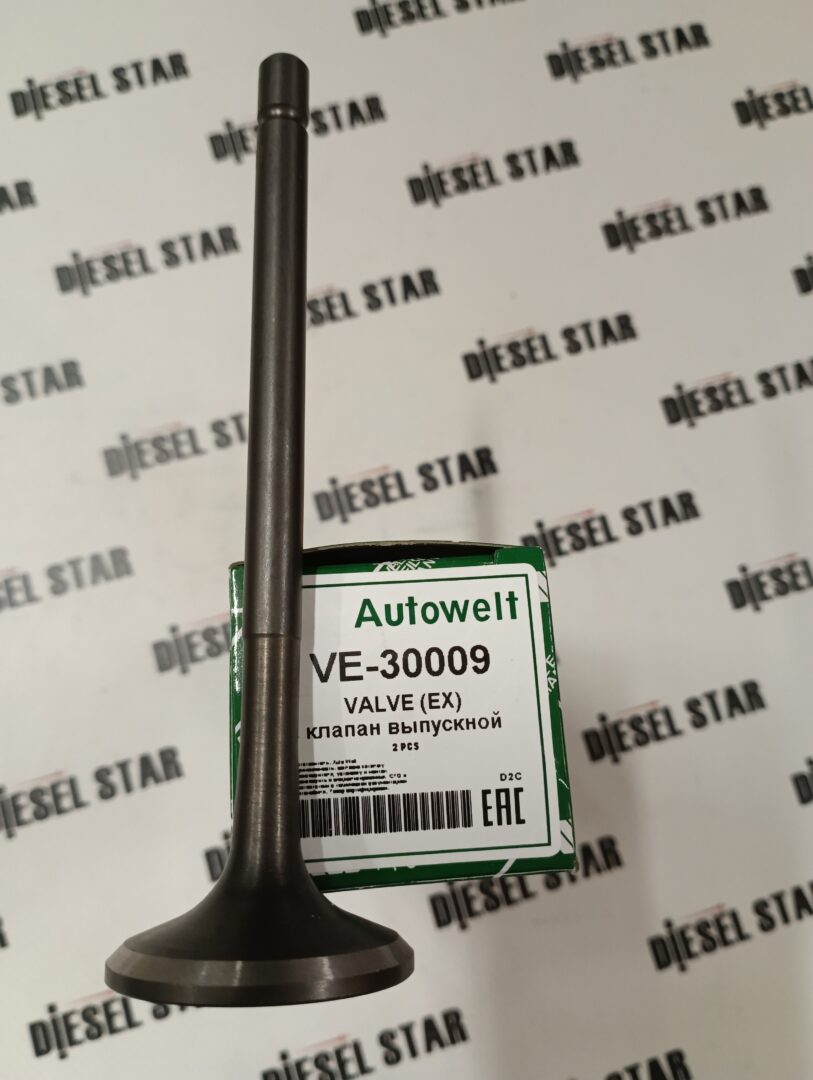 DIESEL STAR
Autowelt
VE-30009
VALVE (EX)
клапан выпускной
2 PCS
D2C
EAC